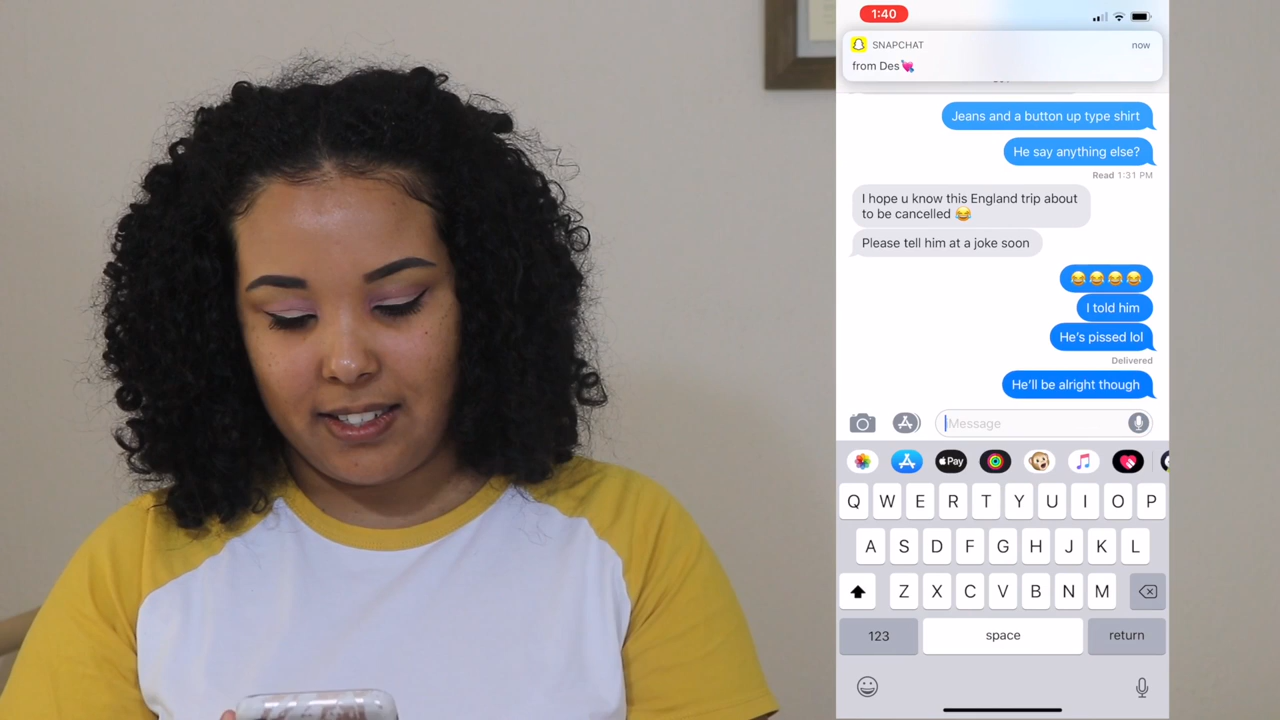 1:40
SNAPCHAT
now
from Des💘
Jeans and a button up type shirt
He say anything else?
Read 1:31 PM
I hope u know this England trip about
to be cancelled 😂
Please tell him at a joke soon
😂😂😂😂
I told him
He's pissed lol
Delivered
He'll be alright though
Message
Pay
Q W E R T Y U I O P
A S D F G H J K L
Z X C V B N M
123
space
return